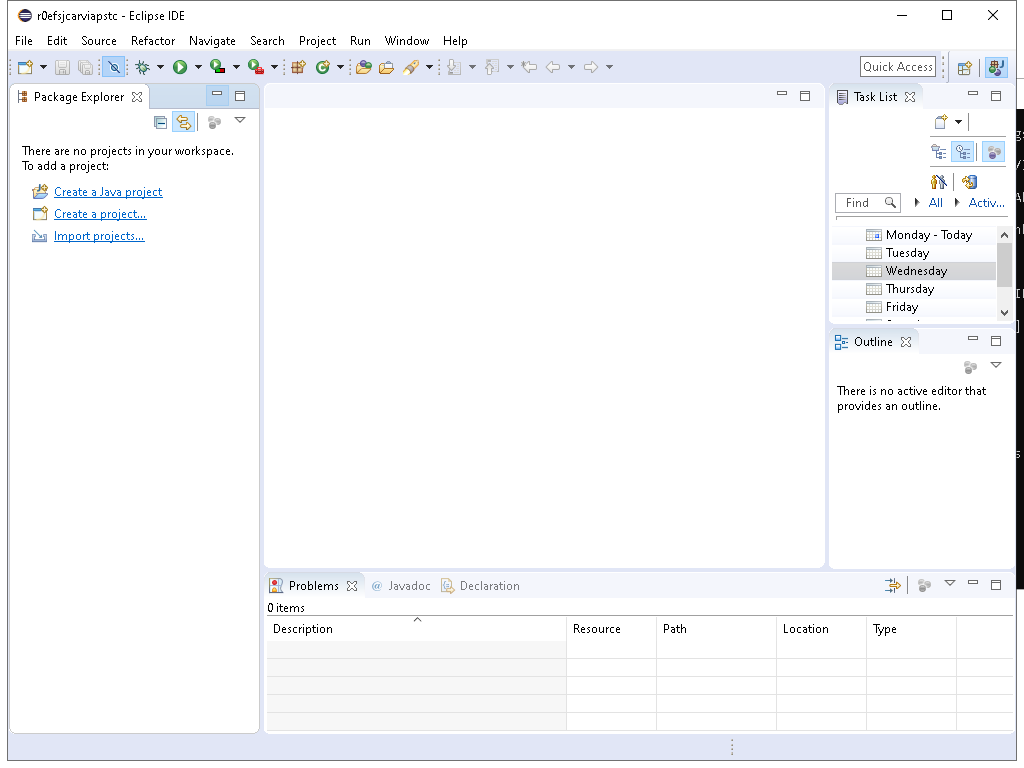 r0efsjcarviapstc - Eclipse IDE
File Edit Source Refactor Navigate Search Project Run Window Help
Quick Access
Package Explorer
There are no projects in your workspace.
To add a project:
Create a Java project
Create a project...
Import projects...
Task List
Find All Activ...
Monday - Today
Tuesday
Wednesday
Thursday
Friday
Outline
There is no active editor that
provides an outline.
Problems @ Javadoc Declaration
0 items
Description Resource Path Location Type